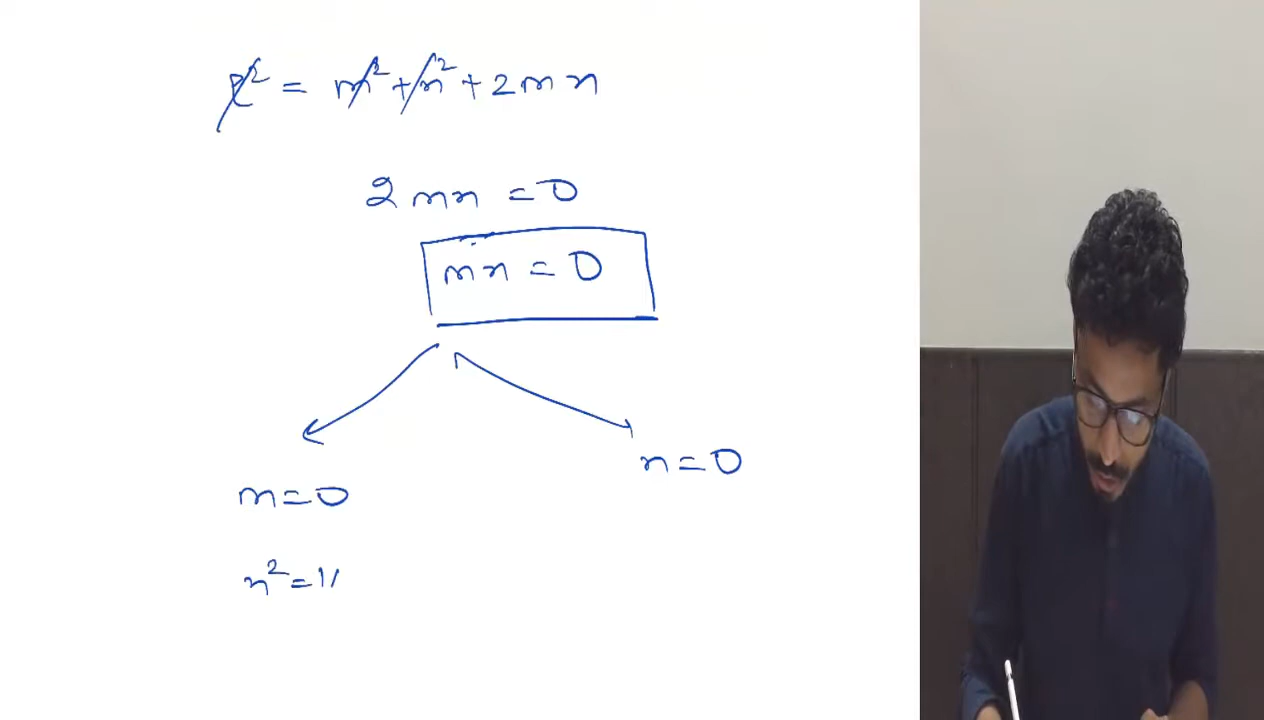 l² = m² + n² + 2mn
2mn = 0
mn = 0
n = 0
m = 0
n² = 1/